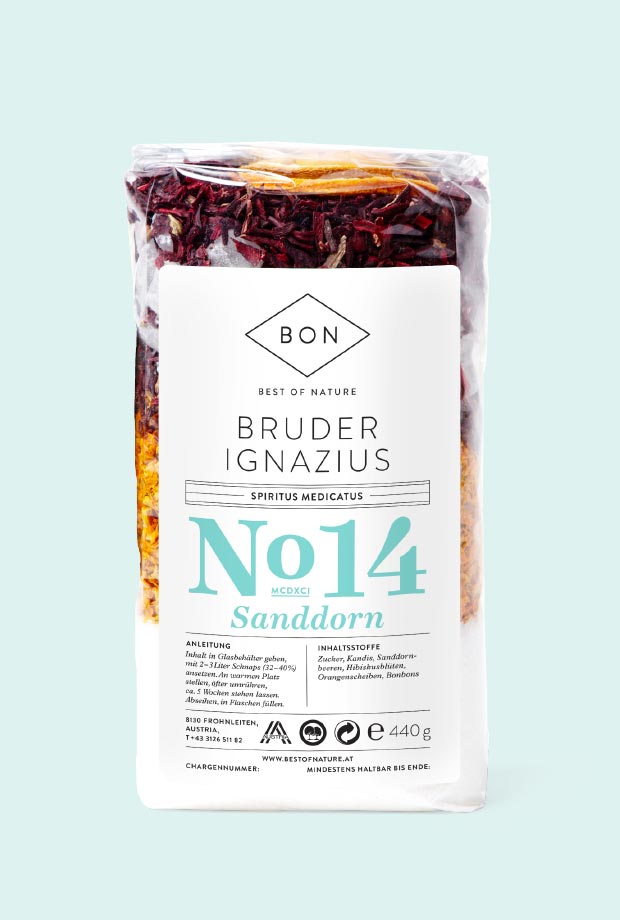 BON
BEST OF NATURE
BRUDER
IGNAZIUS
SPIRITUS MEDICATUS
No 14
MCDXCI
Sanddorn
ANLEITUNG
Inhalt in Glasbehälter geben,
mit 2–3 Liter Schnaps (32–40%)
ansetzen. An warmen Platz
stellen, öfter umrühren,
ca. 5 Wochen stehen lassen.
Abseihen, in Flaschen füllen.
INHALTSSTOFFE
Zucker, Kandis, Sanddorn-
beeren, Hibiskusblüten,
Orangenscheiben, Bonbons
8130 FROHNLEITEN,
AUSTRIA,
T +43 3126 511 82
AUSTRIA
e 440 g
WWW.BESTOFNATURE.AT
CHARGENNUMMER:
MINDESTENS HALTBAR BIS ENDE: